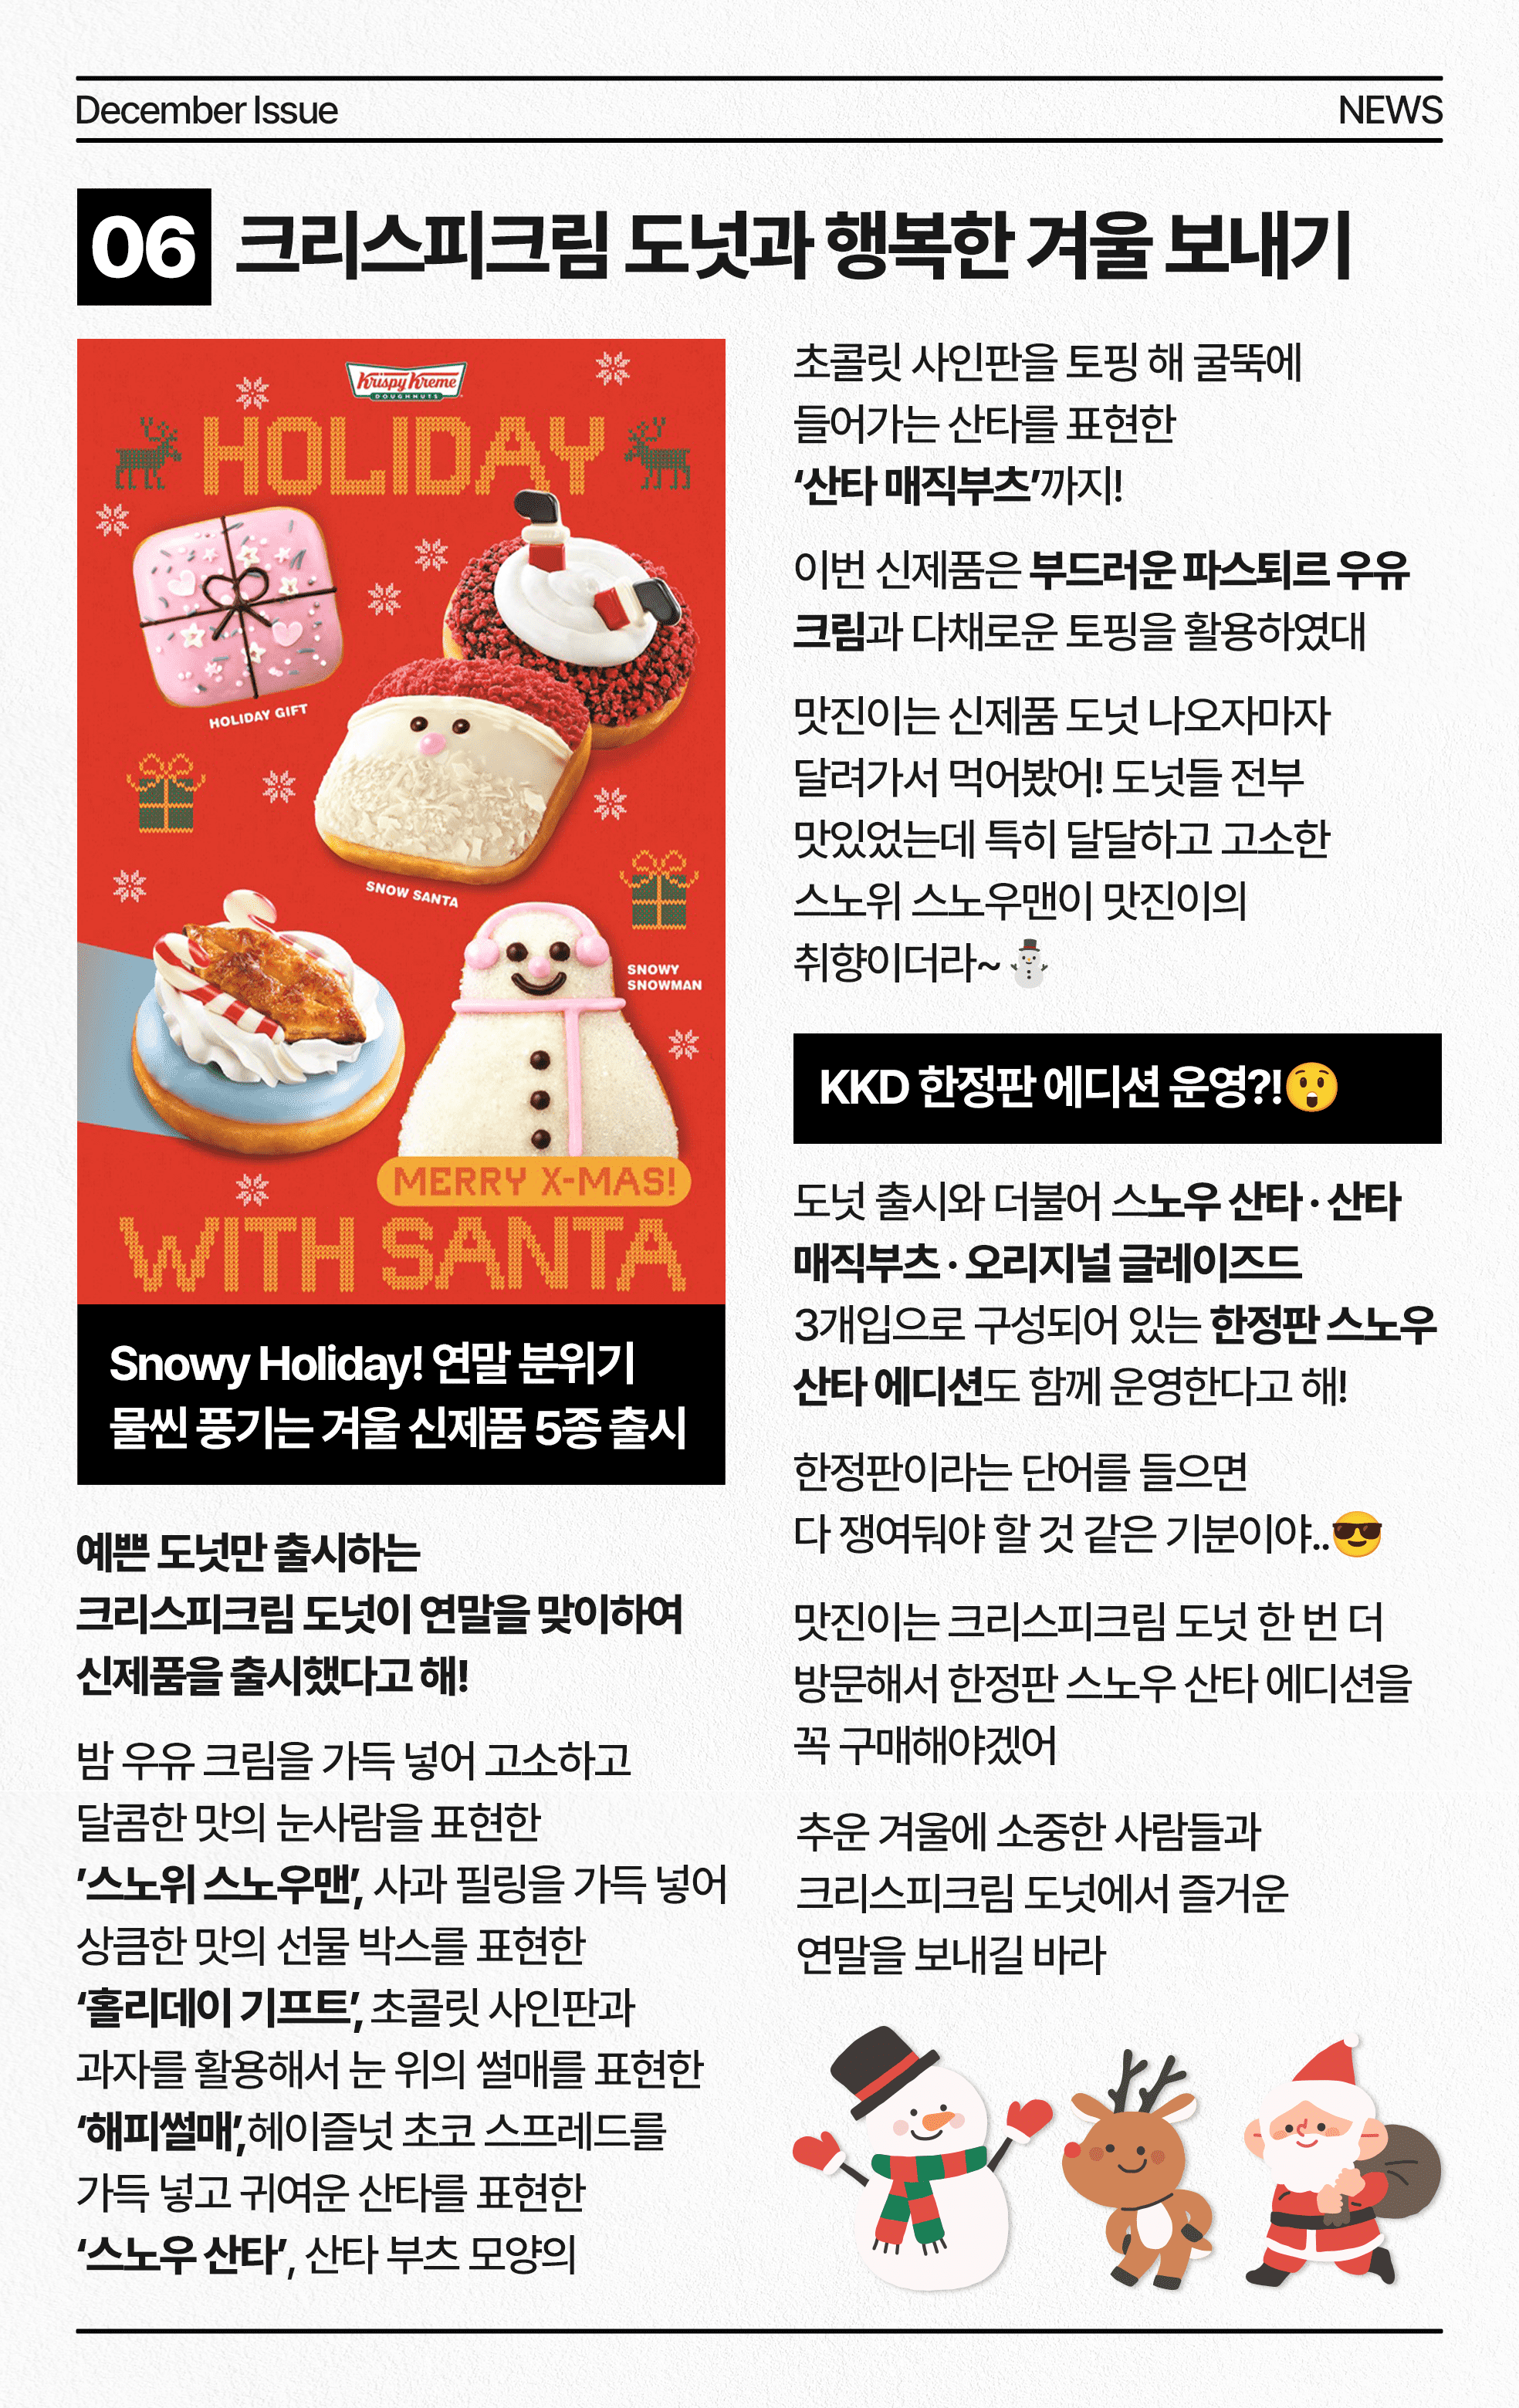 December Issue
NEWS
06 크리스피크림 도넛과 행복한 겨울 보내기
Krispy Kreme
DOUGHNUTS
HOLIDAY
HOLIDAY GIFT
SNOW SANTA
SNOWY
SNOWMAN
MERRY X-MAS!
WITH SANTA
Snowy Holiday! 연말 분위기
물씬 풍기는 겨울 신제품 5종 출시
예쁜 도넛만 출시하는
크리스피크림 도넛이 연말을 맞이하여
신제품을 출시했다고 해!
밤 우유 크림을 가득 넣어 고소하고
달콤한 맛의 눈사람을 표현한
'스노위 스노우맨', 사과 필링을 가득 넣어
상큼한 맛의 선물 박스를 표현한
‘홀리데이 기프트’, 초콜릿 사인판과
과자를 활용해서 눈 위의 썰매를 표현한
‘해피썰매’,헤이즐넛 초코 스프레드를
가득 넣고 귀여운 산타를 표현한
‘스노우 산타’, 산타 부츠 모양의
초콜릿 사인판을 토핑 해 굴뚝에
들어가는 산타를 표현한
‘산타 매직부츠’까지!
이번 신제품은 부드러운 파스퇴르 우유
크림과 다채로운 토핑을 활용하였대
맛진이는 신제품 도넛 나오자마자
달려가서 먹어봤어! 도넛들 전부
맛있었는데 특히 달달하고 고소한
스노위 스노우맨이 맛진이의
취향이더라~⛄
KKD 한정판 에디션 운영?!😲
도넛 출시와 더불어 스노우 산타 · 산타
매직부츠 · 오리지널 글레이즈드
3개입으로 구성되어 있는 한정판 스노우
산타 에디션도 함께 운영한다고 해!
한정판이라는 단어를 들으면
다 쟁여둬야 할 것 같은 기분이야..😎
맛진이는 크리스피크림 도넛 한 번 더
방문해서 한정판 스노우 산타 에디션을
꼭 구매해야겠어
추운 겨울에 소중한 사람들과
크리스피크림 도넛에서 즐거운
연말을 보내길 바라